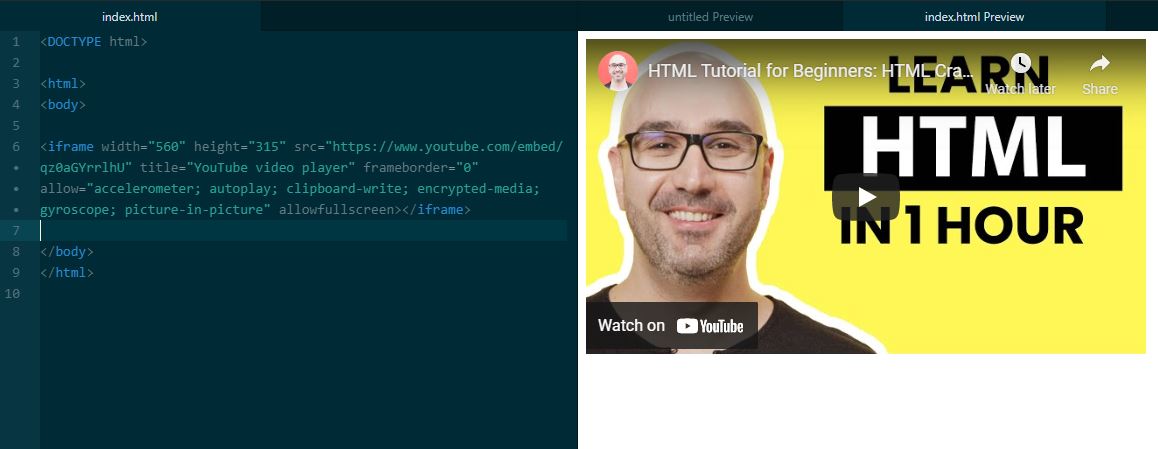 index.html
untitled Preview
index.html Preview
1 <DOCTYPE html>
2
3 <html>
4 <body>
5
6 <iframe width="560" height="315" src="https://www.youtube.com/embed/
• qz0aGYrrlhU" title="YouTube video player" frameborder="0"
• allow="accelerometer; autoplay; clipboard-write; encrypted-media;
• gyroscope; picture-in-picture" allowfullscreen></iframe>
7
8 </body>
9 </html>
10
HTML Tutorial for Beginners: HTML Cra...
Watch later
Share
LEARN
HTML
IN 1 HOUR
Watch on YouTube